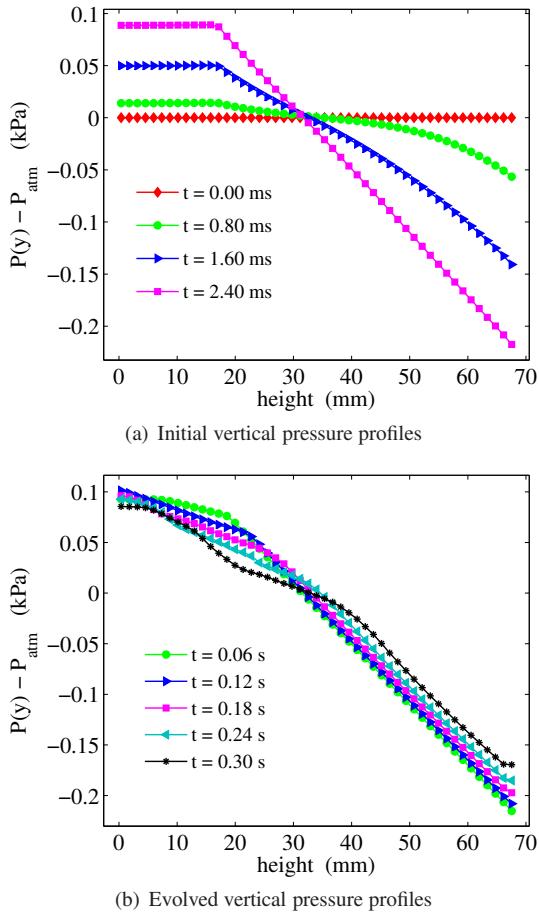 0.05
0
−0.05
−0.1
−0.15
−0.2
P(y) − P_atm (kPa)
t = 0.00 ms
t = 0.80 ms
t = 1.60 ms
t = 2.40 ms
0 10 20 30 40 50 60 70
height (mm)
(a) Initial vertical pressure profiles
0.1
0.05
0
−0.05
−0.1
−0.15
−0.2
P(y) − P_atm (kPa)
t = 0.06 s
t = 0.12 s
t = 0.18 s
t = 0.24 s
t = 0.30 s
0 10 20 30 40 50 60 70
height (mm)
(b) Evolved vertical pressure profiles